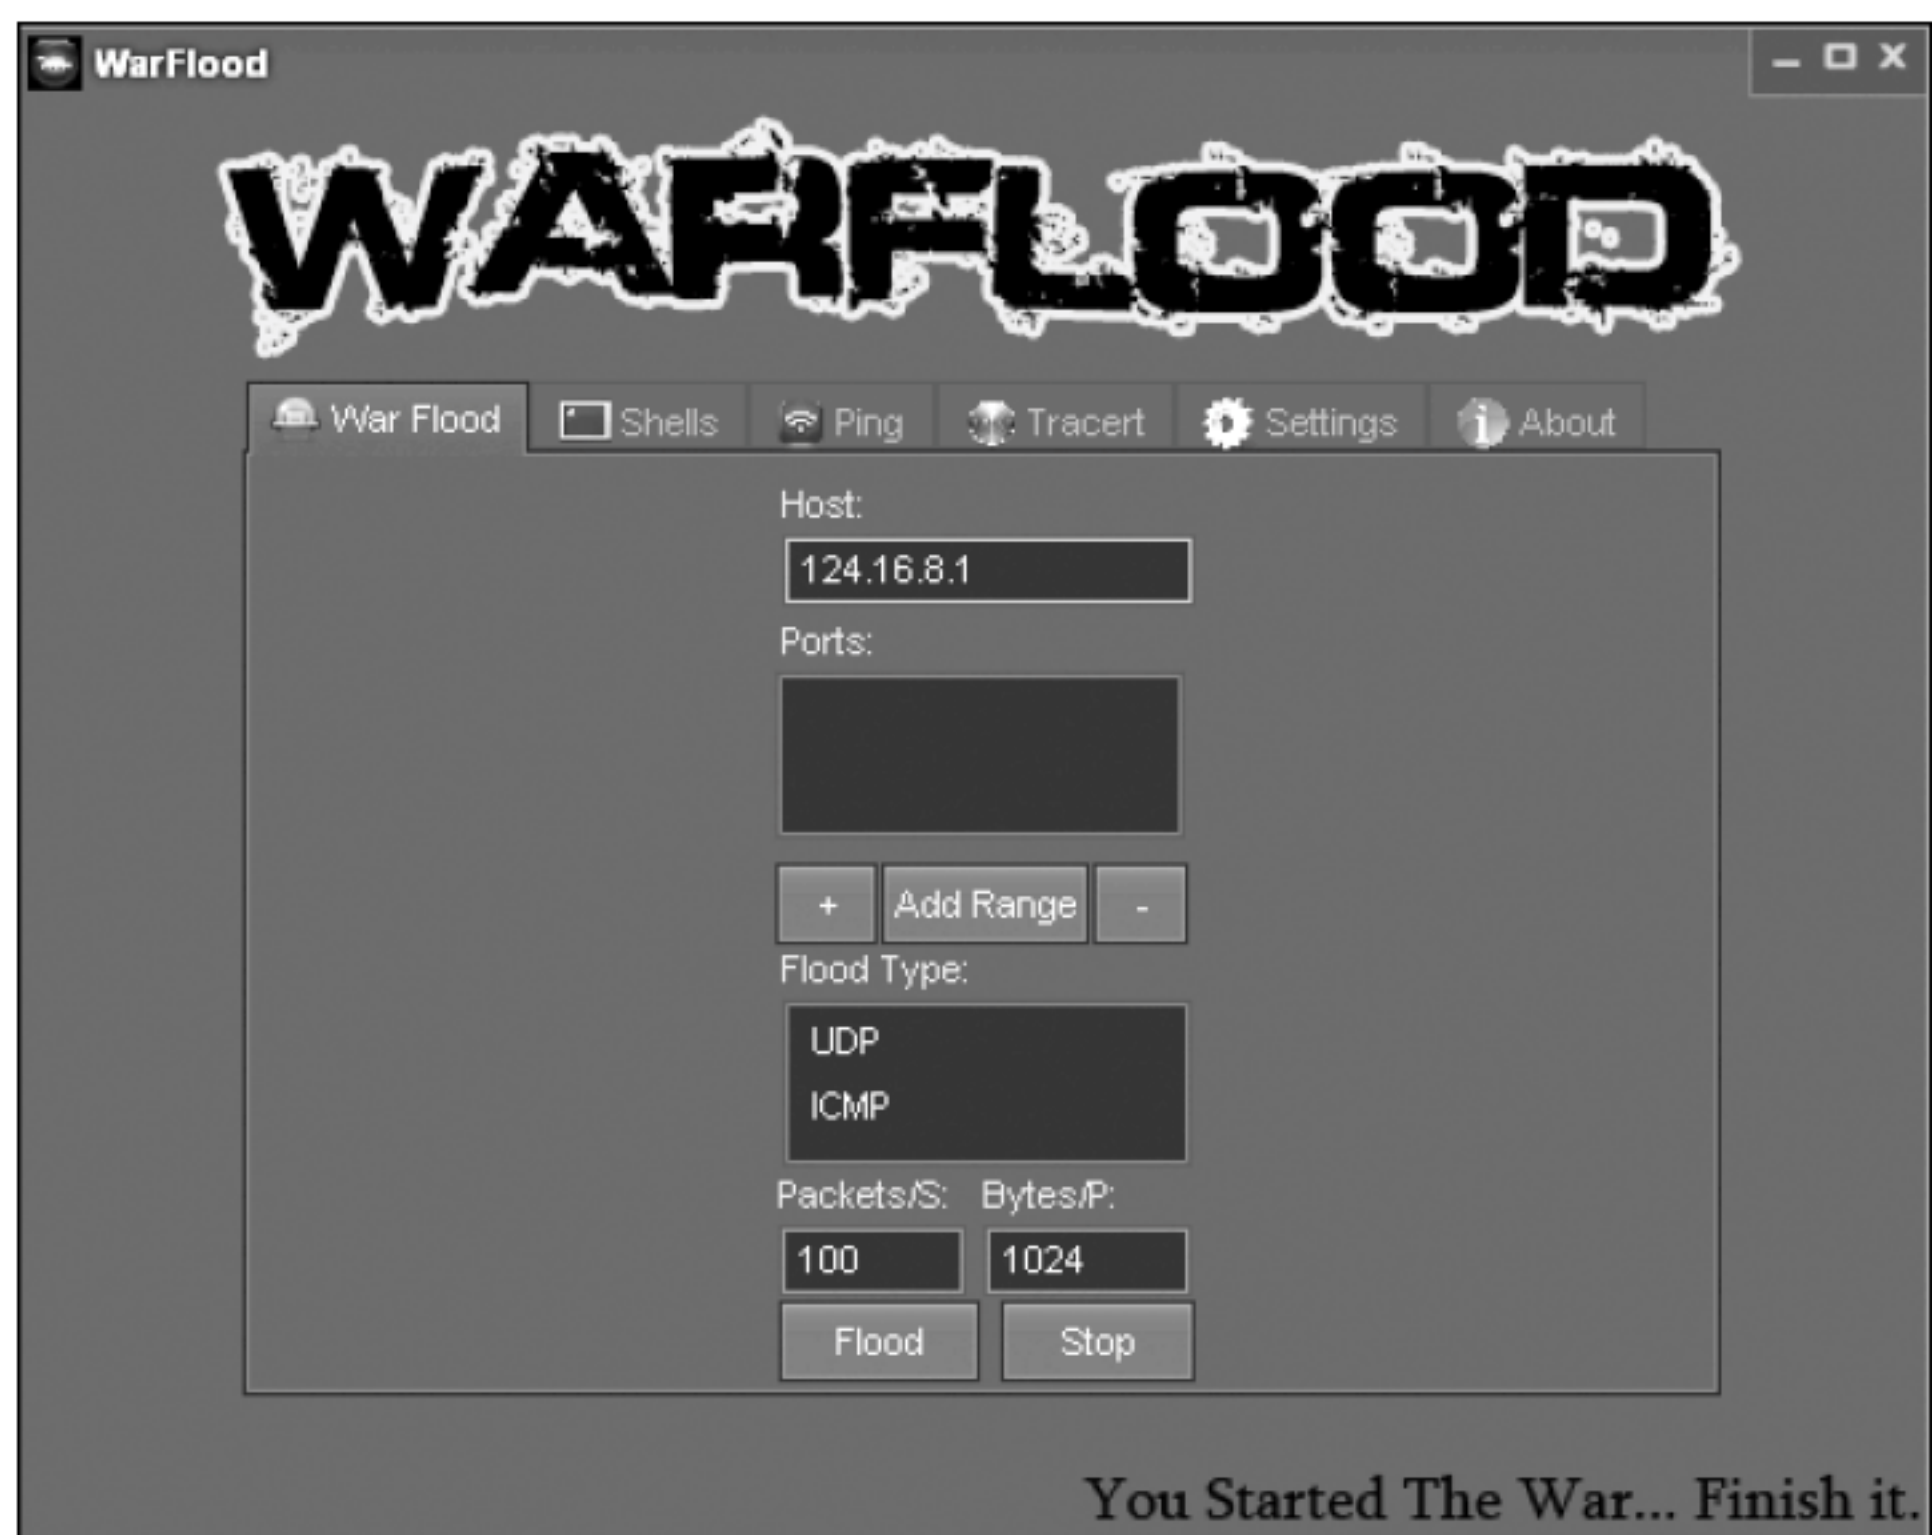 WarFlood
WARFLOOD
War Flood Shells Ping Tracert Settings About
Host:
124.16.8.1
Ports:
+ Add Range -
Flood Type:
UDP
ICMP
Packets/S: Bytes/P:
100 1024
Flood Stop
You Started The War... Finish it.